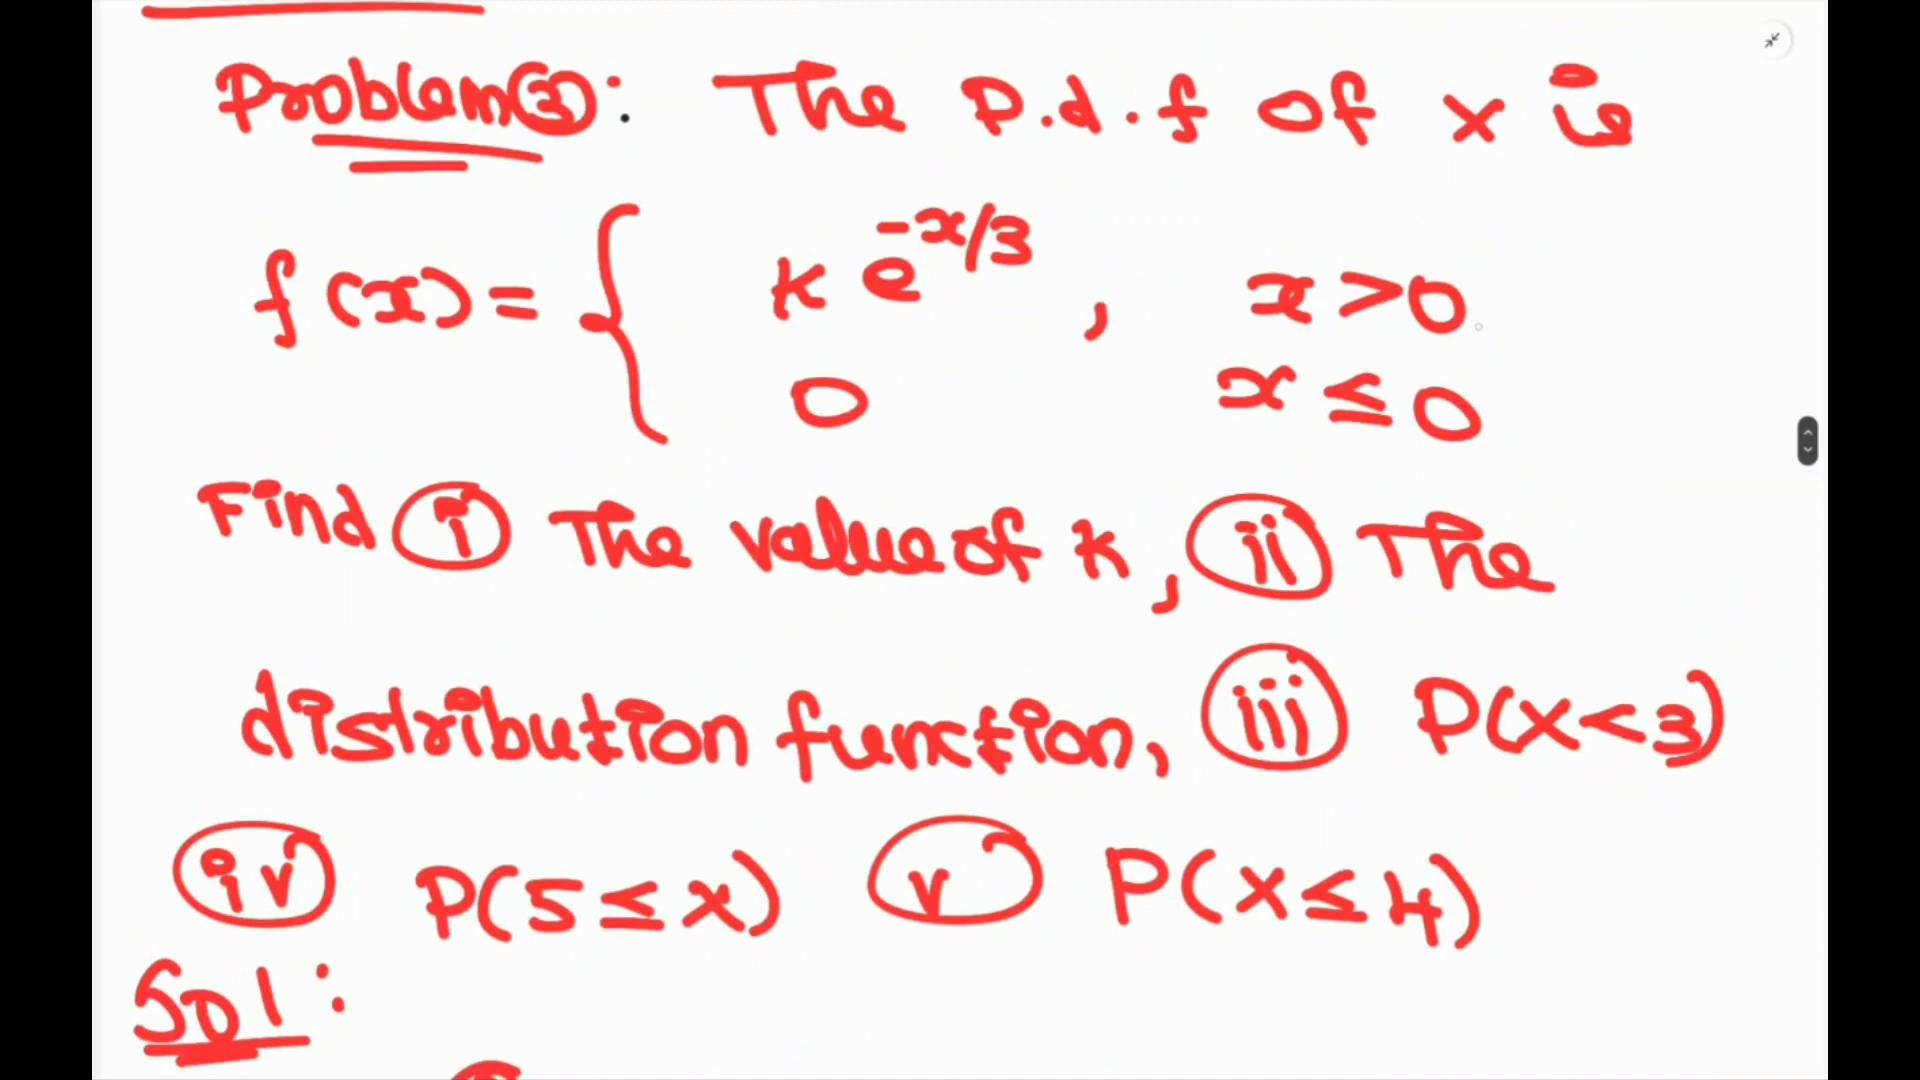 Problem(3): The P.d.f of x is
f(x) = { k e^{-x/3} , x>0
0 x ≤ 0
Find (i) The value of k, (ii) The
distribution function, (iii) P(X<3)
(iv) P(5 ≤ x) (v) P(X ≤ 4)
Sol: